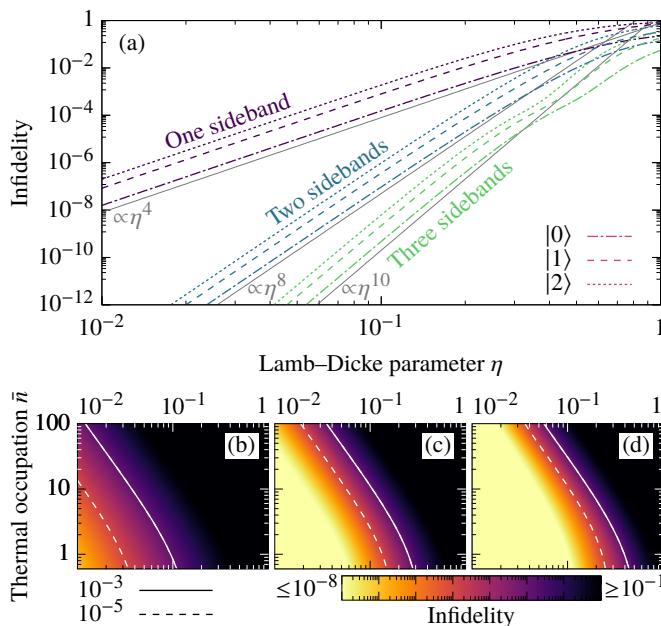 (a)
Infidelity
1
10⁻²
10⁻⁴
10⁻⁶
10⁻⁸
10⁻¹⁰
10⁻¹²
One sideband
Two sidebands
Three sidebands
∝η⁴
∝η⁸
∝η¹⁰
|0⟩
|1⟩
|2⟩
10⁻² 10⁻¹ 1
Lamb–Dicke parameter η
10⁻² 10⁻¹ 1 10⁻² 10⁻¹ 1 10⁻² 10⁻¹ 1
Thermal occupation n̄
100
10
1
(b) (c) (d)
10⁻³
10⁻⁵
≤10⁻⁸ ≥10⁻¹
Infidelity